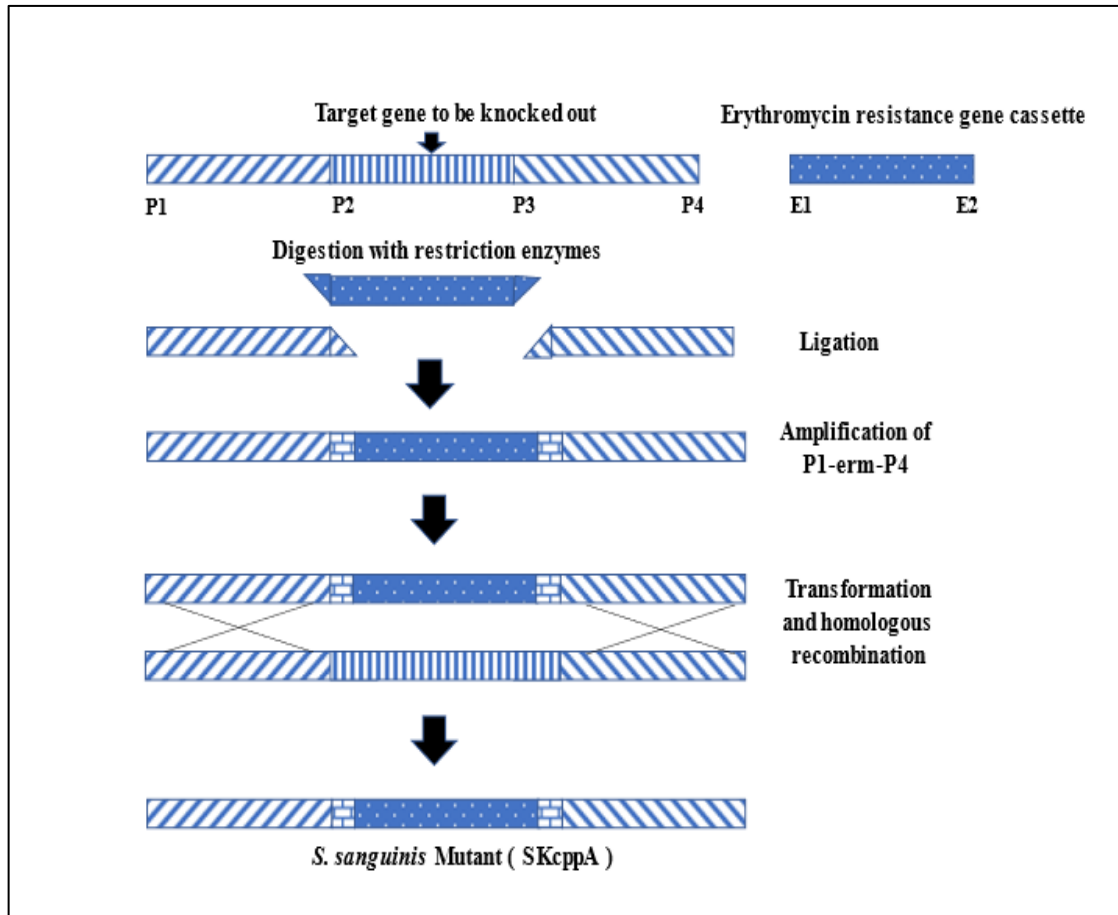 Target gene to be knocked out
Erythromycin resistance gene cassette
P1
P2
P3
P4
E1
E2
Digestion with restriction enzymes
Ligation
Amplification of
P1-erm-P4
Transformation
and homologous
recombination
S. sanguinis Mutant ( SKcppA )